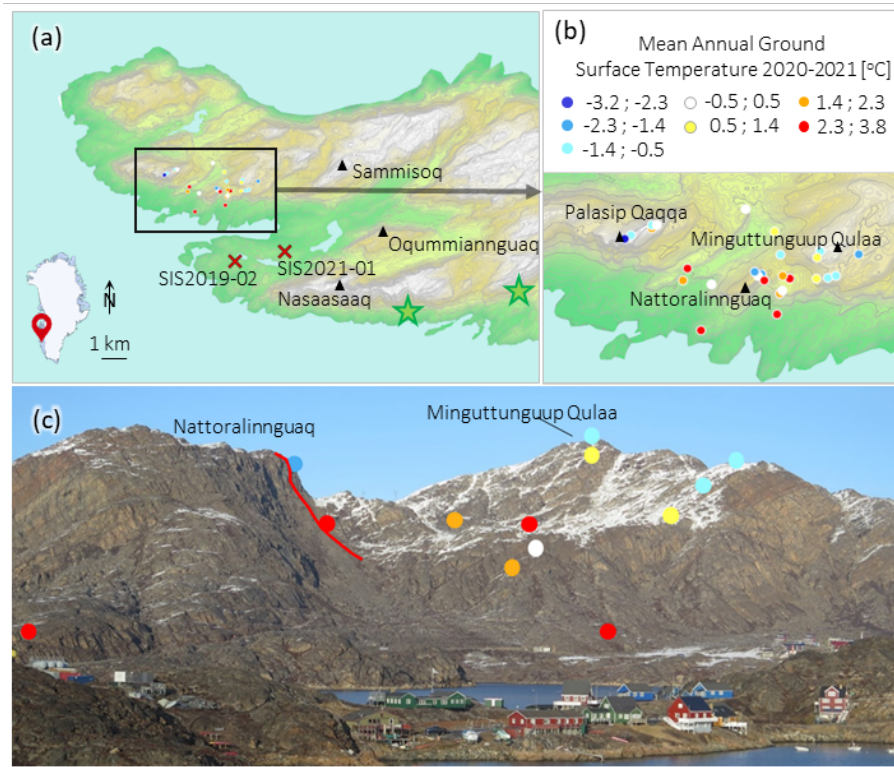 (a)
Sammisoq
Oqummiannguaq
SIS2019-02
SIS2021-01
Nasaasaaq
N
1 km
(b)
Mean Annual Ground
Surface Temperature 2020-2021 [°C]
-3.2 ; -2.3
-0.5 ; 0.5
1.4 ; 2.3
-2.3 ; -1.4
0.5 ; 1.4
2.3 ; 3.8
-1.4 ; -0.5
Palasip Qaqqa
Minguttunguup Qulaa
Nattoralinnguaq
(c)
Nattoralinnguaq
Minguttunguup Qulaa